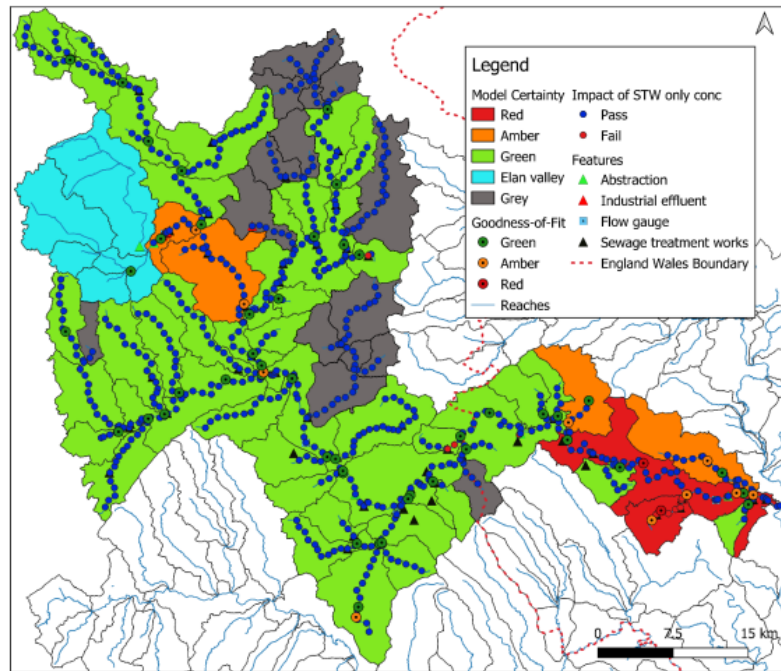 Legend
Model Certainty
Red
Amber
Green
Elan valley
Grey
Goodness-of-Fit
Green
Amber
Red
Reaches
Impact of STW only conc
Pass
Fail
Features
Abstraction
Industrial effluent
Flow gauge
Sewage treatment works
England Wales Boundary
0 7.5 15 km